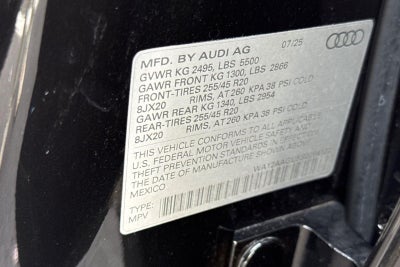 MFD. BY AUDI AG 07/25
GVWR KG 2495, LBS 5500
GAWR FRONT KG 1300, LBS 2866
FRONT-TIRES 255/45 R20
8JX20 RIMS, AT 260 KPA 38 PSI COLD
GAWR REAR KG 1340, LBS 2954
REAR-TIRES 255/45 R20
8JX20 RIMS, AT 260 KPA 38 PSI COLD
THIS VEHICLE CONFORMS TO ALL APPLICABLE
U.S. FEDERAL MOTOR VEHICLE SAFETY AND
THEFT PREVENTION STANDARDS IN EFFECT ON
THE DATE OF MANUFACTURE SHOWN ABOVE.
MEXICO
TYPE:
MPV